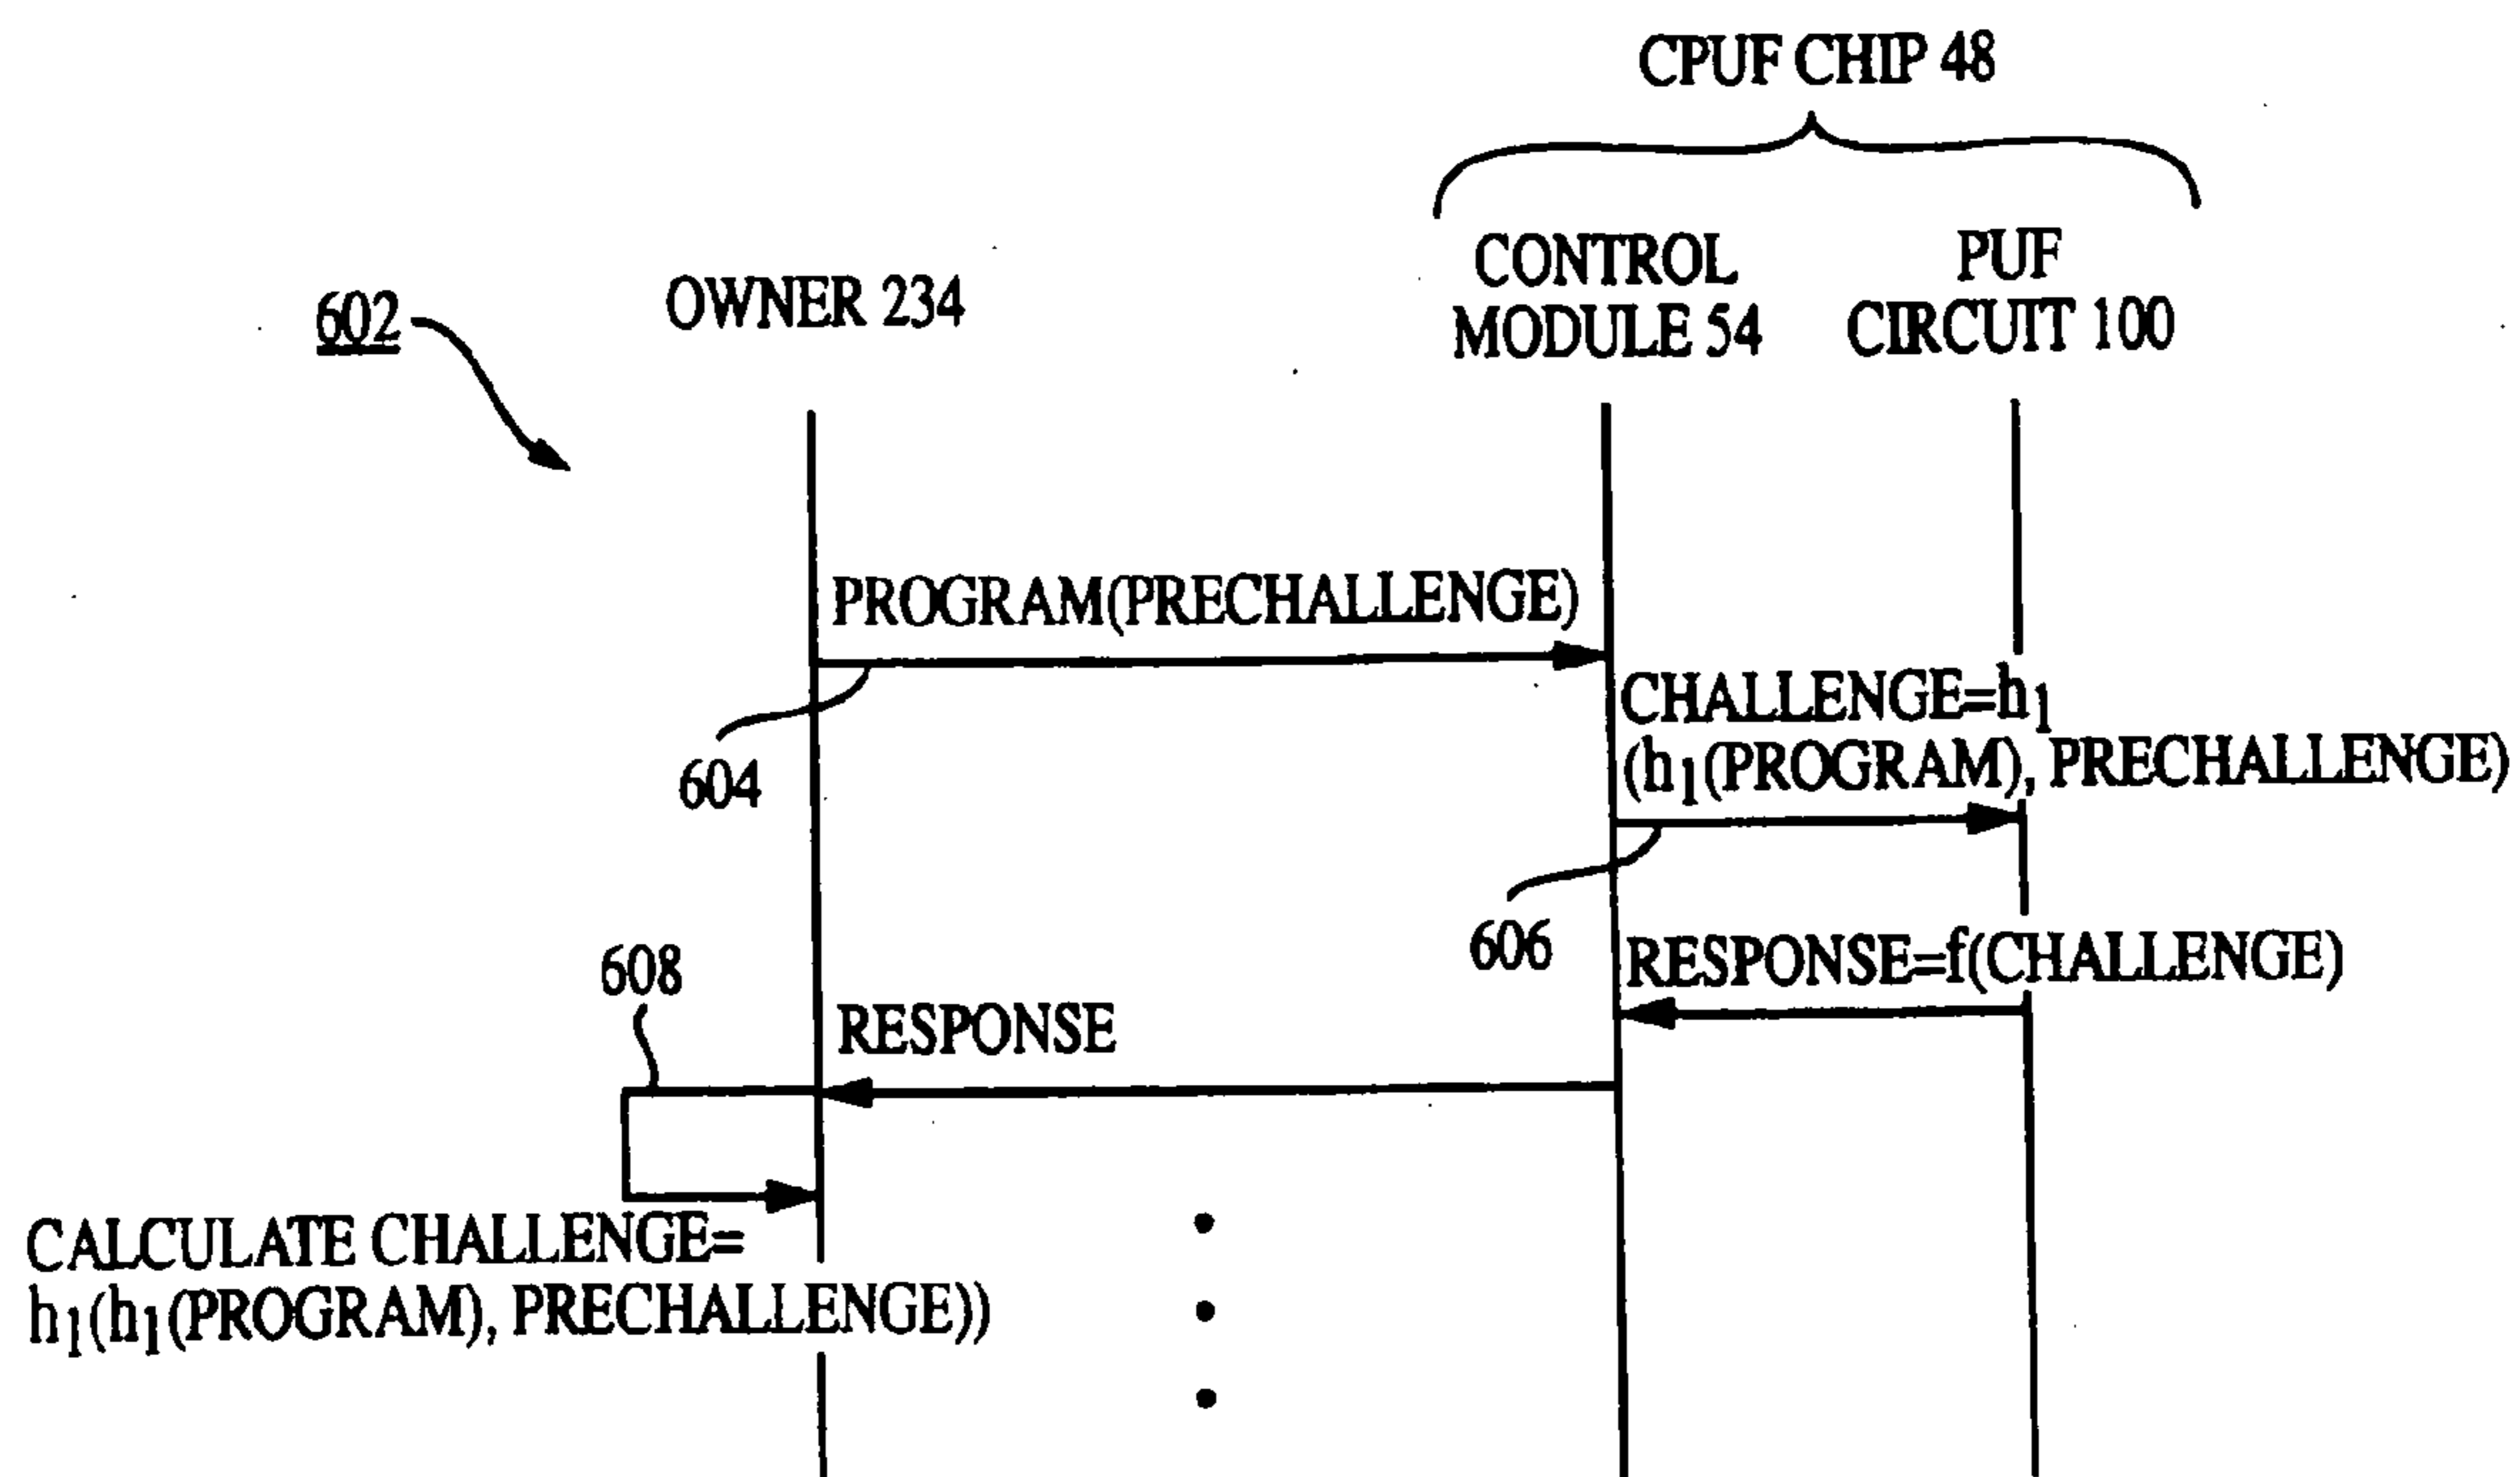 CPUF CHIP 48
602
OWNER 234
CONTROL
MODULE 54
PUF
CIRCUIT 100
PROGRAM(PRECHALLENGE)
604
CHALLENGE=h1
(h1(PROGRAM), PRECHALLENGE)
606
RESPONSE=f(CHALLENGE)
608
RESPONSE
CALCULATE CHALLENGE=
h1(h1(PROGRAM), PRECHALLENGE))